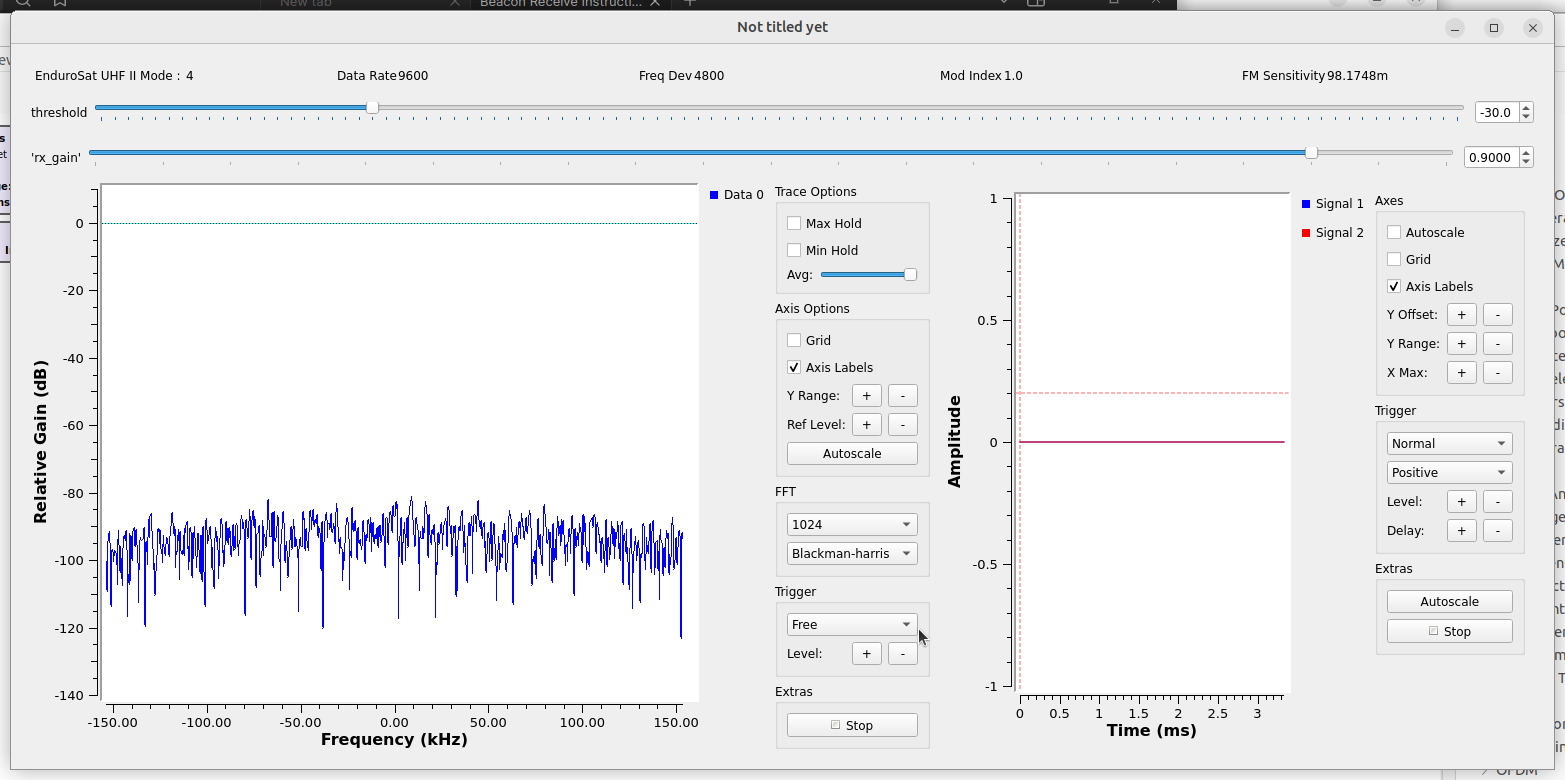 New tab
Beacon Receive Instructi...
Not titled yet
EnduroSat UHF II Mode : 4
Data Rate 9600
Freq Dev 4800
Mod Index 1.0
FM Sensitivity 98.1748m
threshold
-30.0
'rx_gain'
0.9000
0
-20
-40
-60
-80
-100
-120
-140
Relative Gain (dB)
-150.00
-100.00
-50.00
0.00
50.00
100.00
150.00
Frequency (kHz)
Data 0
Trace Options
Max Hold
Min Hold
Avg:
Axis Options
Grid
Axis Labels
Y Range: + -
Ref Level: + -
Autoscale
FFT
1024
Blackman-harris
Trigger
Free
Level: + -
Extras
Stop
1
0.5
0
-0.5
-1
Amplitude
0
0.5
1
1.5
2
2.5
3
Time (ms)
Signal 1
Signal 2
Axes
Autoscale
Grid
Axis Labels
Y Offset: + -
Y Range: + -
X Max: + -
Trigger
Normal
Positive
Level: + -
Delay: + -
Extras
Autoscale
Stop
OFDM